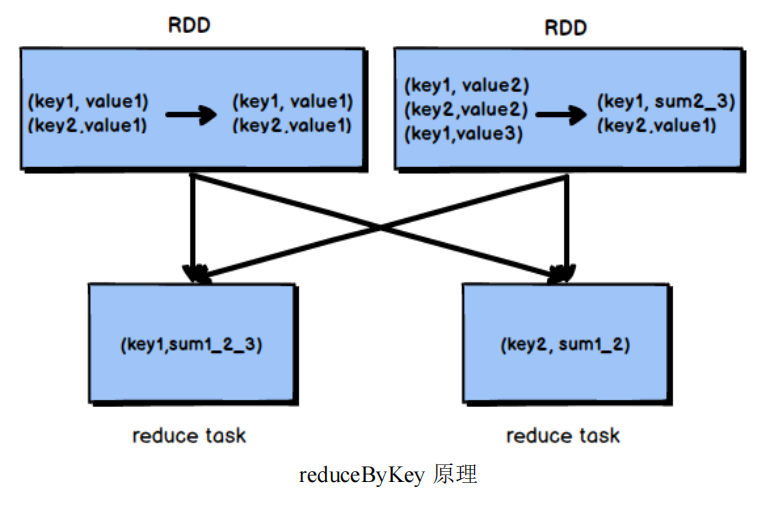 RDD
RDD
(key1, value1)
(key2,value1)
(key1, value1)
(key2,value1)
(key1, value2)
(key2,value2)
(key1,value3)
(key1, sum2_3)
(key2,value1)
(key1,sum1_2_3)
(key2, sum1_2)
reduce task
reduce task
reduceByKey 原理